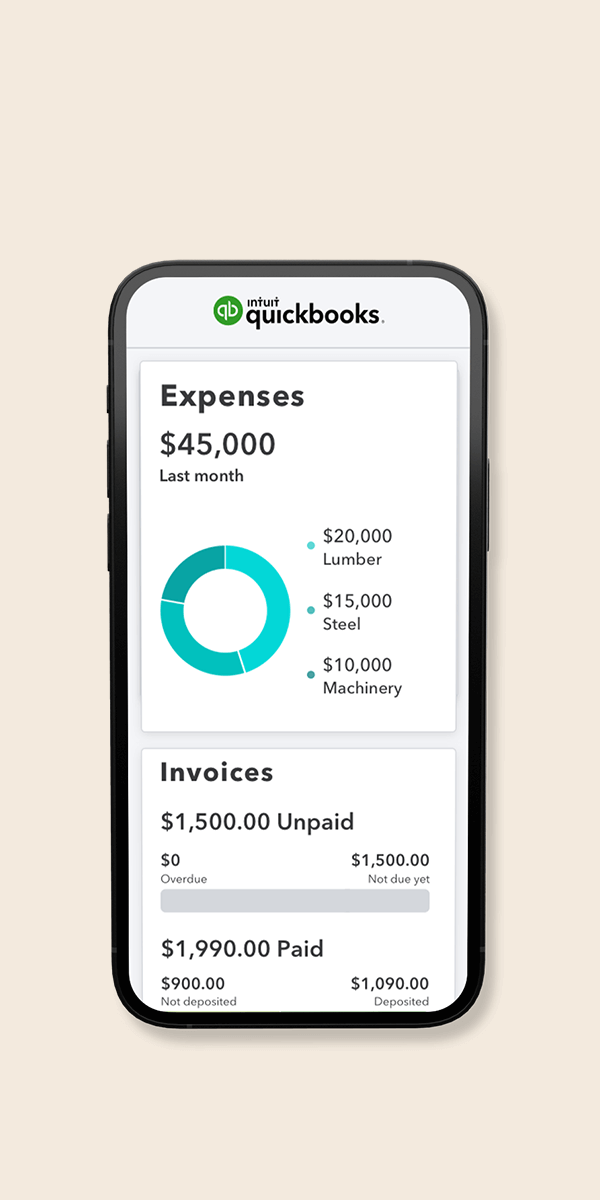 intuit
quickbooks.
Expenses
$45,000
Last month
$20,000
Lumber
$15,000
Steel
$10,000
Machinery
Invoices
$1,500.00 Unpaid
$0 $1,500.00
Overdue Not due yet
$1,990.00 Paid
$900.00 $1,090.00
Not deposited Deposited